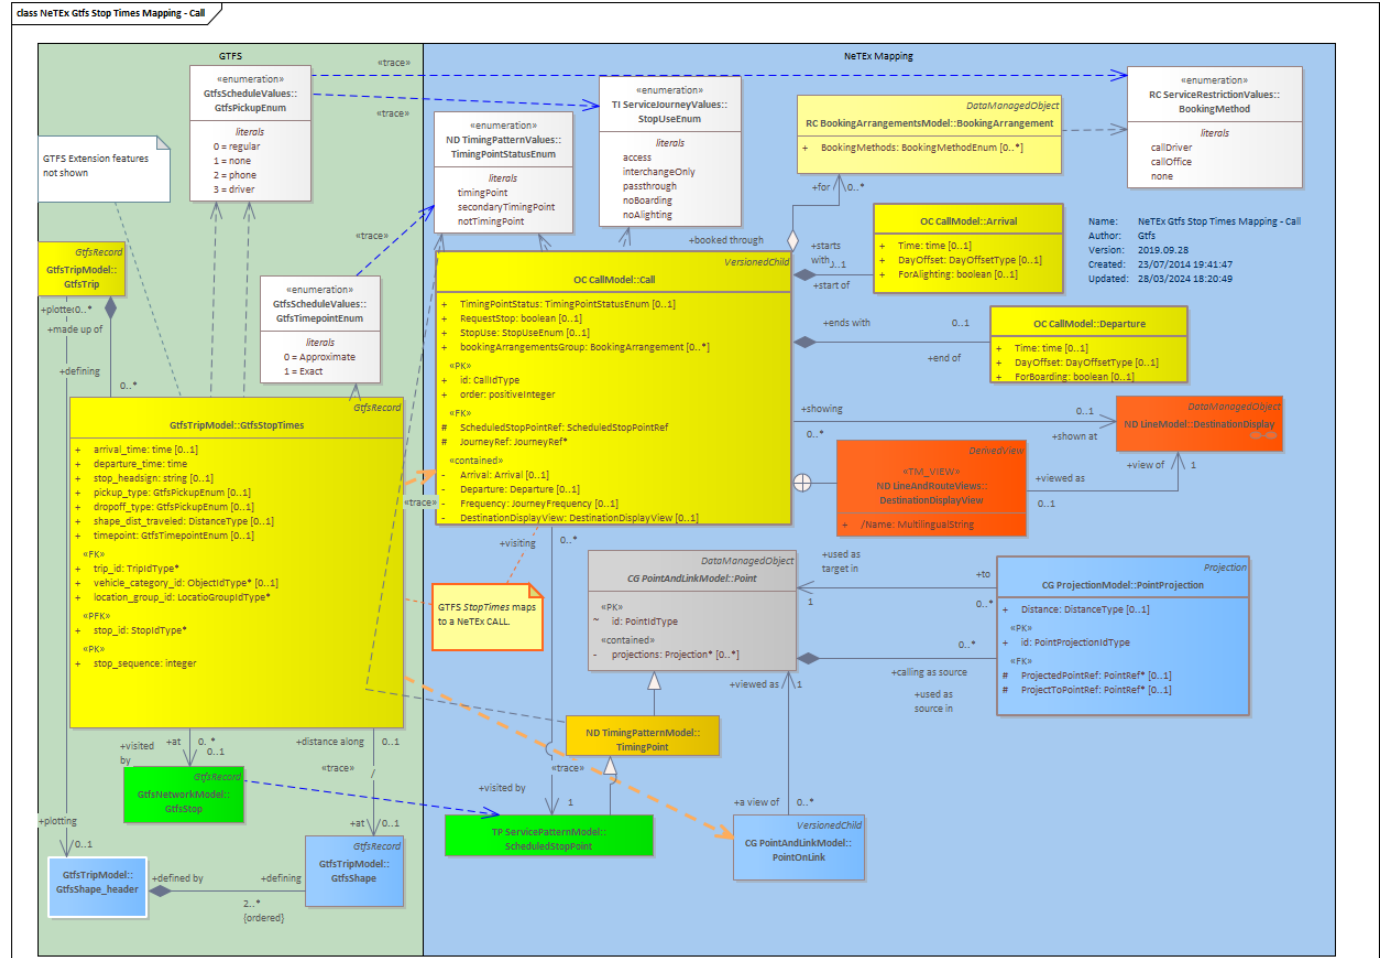 class NeTEx Gtfs Stop Times Mapping - Call
GTFS
NeTEx Mapping
«trace»
«enumeration»
GtfsScheduleValues::
GtfsPickupEnum
literals
0 = regular
1 = none
2 = phone
3 = driver
«trace»
GTFS Extension features
not shown
«enumeration»
ND TimingPatternValues::
TimingPointStatusEnum
literals
timingPoint
secondaryTimingPoint
notTimingPoint
«enumeration»
TI ServiceJourneyValues::
StopUseEnum
literals
access
interchangeOnly
passthrough
noBoarding
noAlighting
DataManagedObject
RC BookingArrangementsModel::BookingArrangement
+ BookingMethods: BookingMethodEnum [0..*]
«enumeration»
RC ServiceRestrictionValues::
BookingMethod
literals
callDriver
callOffice
none
+for
0..*
«trace»
+booked through
GtfsRecord
GtfsTripModel::
GtfsTrip
+plotted
0..*
+made up of
+defining
0..*
«enumeration»
GtfsScheduleValues::
GtfsTimepointEnum
literals
0 = Approximate
1 = Exact
VersionedChild
OC CallModel::Call
+ TimingPointStatus: TimingPointStatusEnum [0..1]
+ RequestStop: boolean [0..1]
+ StopUse: StopUseEnum [0..1]
+ bookingArrangementsGroup: BookingArrangement [0..*]
«PK»
+ id: CallIdType
+ order: positiveInteger
«FK»
# ScheduledStopPointRef: ScheduledStopPointRef
# JourneyRef: JourneyRef*
«contained»
- Arrival: Arrival [0..1]
- Departure: Departure [0..1]
- Frequency: JourneyFrequency [0..1]
- DestinationDisplayView: DestinationDisplayView [0..1]
+starts
with
0..1
+start of
OC CallModel::Arrival
+ Time: time [0..1]
+ DayOffset: DayOffsetType [0..1]
+ ForAlighting: boolean [0..1]
Name: NeTEx Gtfs Stop Times Mapping - Call
Author: Gtfs
Version: 2019.09.28
Created: 23/07/2014 19:41:47
Updated: 28/03/2024 18:20:49
+ends with
0..1
+end of
OC CallModel::Departure
+ Time: time [0..1]
+ DayOffset: DayOffsetType [0..1]
+ ForBoarding: boolean [0..1]
+showing
0..*
0..1
+shown at
DataManagedObject
ND LineModel::DestinationDisplay
+view of
1
DerivedView
«TM_VIEW»
ND LineAndRouteViews::
DestinationDisplayView
+ /Name: MultilingualString
+viewed as
0..1
GtfsRecord
GtfsTripModel::GtfsStopTimes
+ arrival_time: time [0..1]
+ departure_time: time
+ stop_headsign: string [0..1]
+ pickup_type: GtfsPickupEnum [0..1]
+ dropoff_type: GtfsPickupEnum [0..1]
+ shape_dist_traveled: DistanceType [0..1]
+ timepoint: GtfsTimepointEnum [0..1]
«FK»
+ trip_id: TripIdType*
+ vehicle_category_id: ObjectIdType* [0..1]
+ location_group_id: LocatioGroupIdType*
«PFK»
+ stop_id: StopIdType*
«PK»
+ stop_sequence: integer
«trace»
+visiting
0..*
GTFS StopTimes maps
to a NeTEx CALL.
DataManagedObject
CG PointAndLinkModel::Point
«PK»
~ id: PointIdType
«contained»
- projections: Projection* [0..*]
+used as
target in
1
+to
0..*
0..*
+calling as source
+used as
source in
Projection
CG ProjectionModel::PointProjection
+ Distance: DistanceType [0..1]
«PK»
+ id: PointProjectionIdType
«FK»
# ProjectedPointRef: PointRef* [0..1]
# ProjectToPointRef: PointRef* [0..1]
+viewed as
1
ND TimingPatternModel::
TimingPoint
«trace»
+visited by
1
TP ServicePatternModel::
ScheduledStopPoint
+a view of
0..*
VersionedChild
CG PointAndLinkModel::
PointOnLink
+visited
by
+at
0..*
0..1
+distance along
0..1
«trace»
GtfsRecord
GtfsNetworkModel::
GtfsStop
+plotting
0..1
+at
0..1
GtfsTripModel::
GtfsShape_header
+defined by
+defining
2..*
{ordered}
GtfsRecord
GtfsTripModel::
GtfsShape